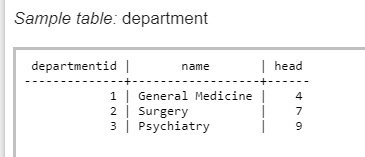 Sample table: department
departmentid | name | head
--------------+------------------+------
1 | General Medicine | 4
2 | Surgery | 7
3 | Psychiatry | 9